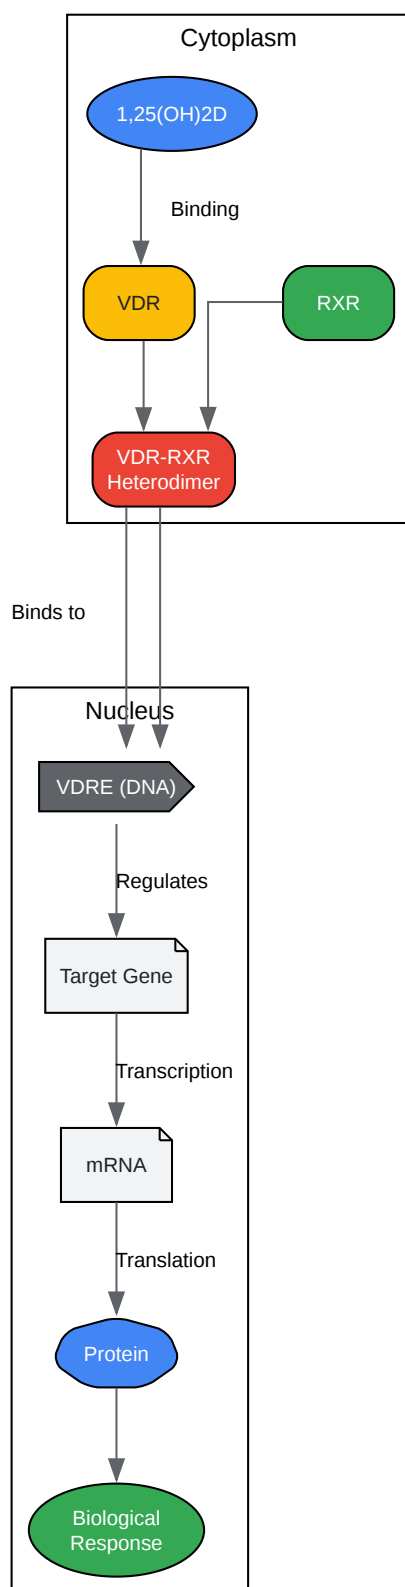 Cytoplasm
1,25(OH)2D
Binding
VDR
RXR
VDR-RXR
Heterodimer
Binds to
Nucleus
VDRE (DNA)
Regulates
Target Gene
Transcription
mRNA
Translation
Protein
Biological
Response